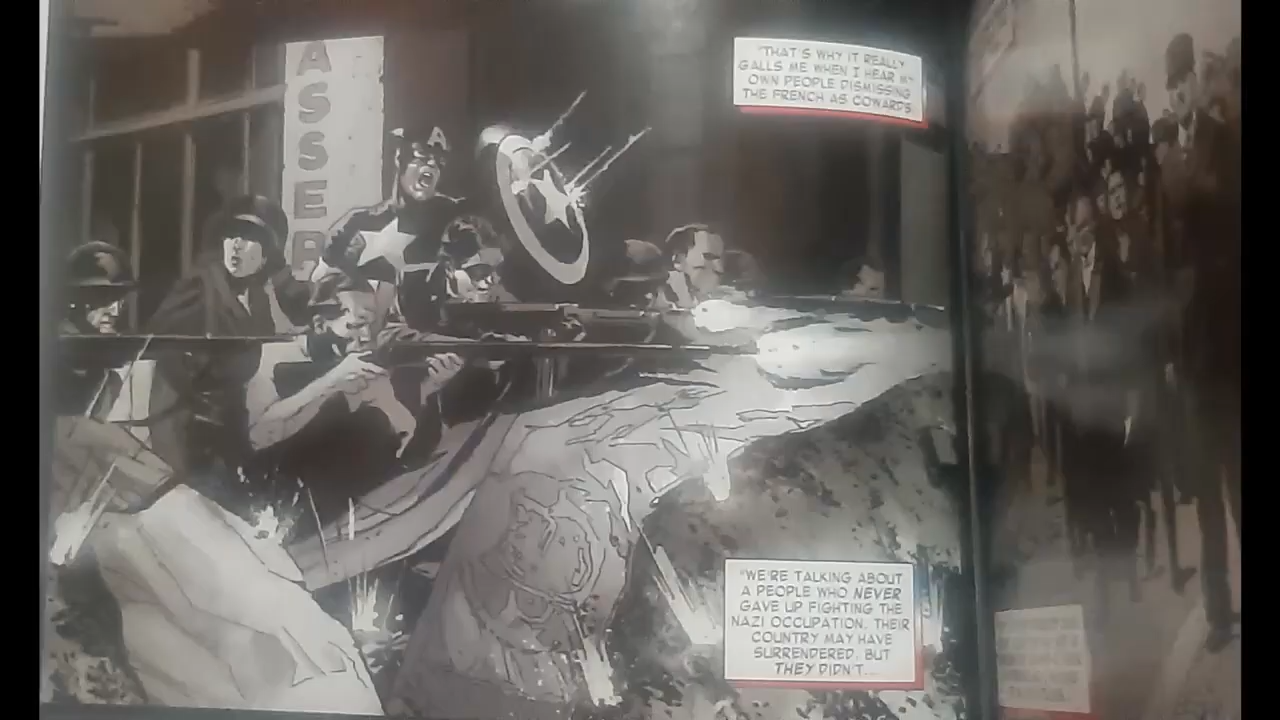 ASSER
A
"THAT'S WHY IT REALLY
GALLS ME WHEN I HEAR MY
OWN PEOPLE DISMISSING
THE FRENCH AS COWARDS.
"WE'RE TALKING ABOUT
A PEOPLE WHO NEVER
GAVE UP FIGHTING THE
NAZI OCCUPATION. THEIR
COUNTRY MAY HAVE
SURRENDERED, BUT
THEY DIDN'T...